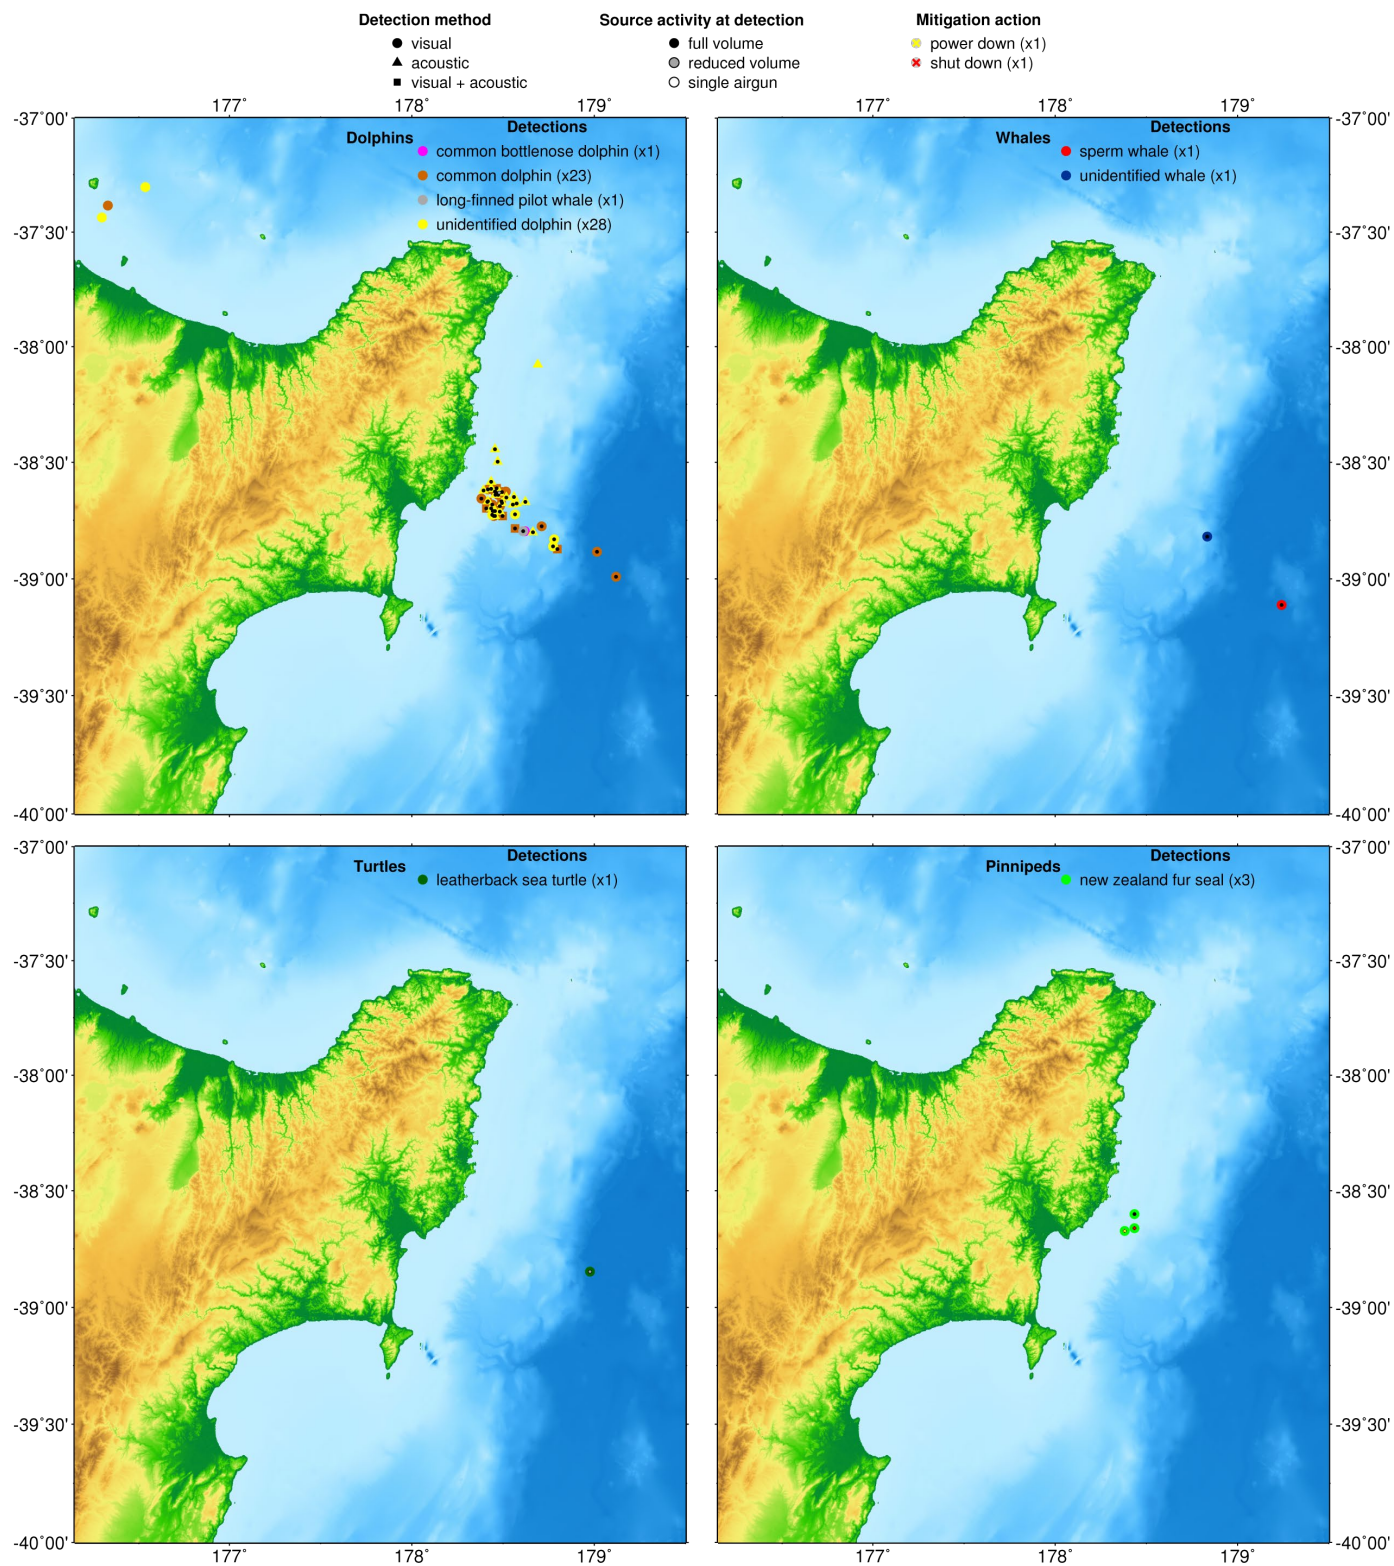 Detection method Source activity at detection Mitigation action
visual full volume power down (x1)
acoustic reduced volume shut down (x1)
visual + acoustic single airgun
177˚ 178˚ 179˚ 177˚ 178˚ 179˚
-37˚00' -37˚00'
Dolphins Detections
common bottlenose dolphin (x1)
common dolphin (x23)
long-finned pilot whale (x1)
unidentified dolphin (x28)
Whales Detections
sperm whale (x1)
unidentified whale (x1)
-37˚30' -37˚30'
-38˚00' -38˚00'
-38˚30' -38˚30'
-39˚00' -39˚00'
-39˚30' -39˚30'
-40˚00' -40˚00'
-37˚00' -37˚00'
Turtles Detections
leatherback sea turtle (x1)
Pinnipeds Detections
new zealand fur seal (x3)
-37˚30' -37˚30'
-38˚00' -38˚00'
-38˚30' -38˚30'
-39˚00' -39˚00'
-39˚30' -39˚30'
-40˚00' -40˚00'
177˚ 178˚ 179˚ 177˚ 178˚ 179˚